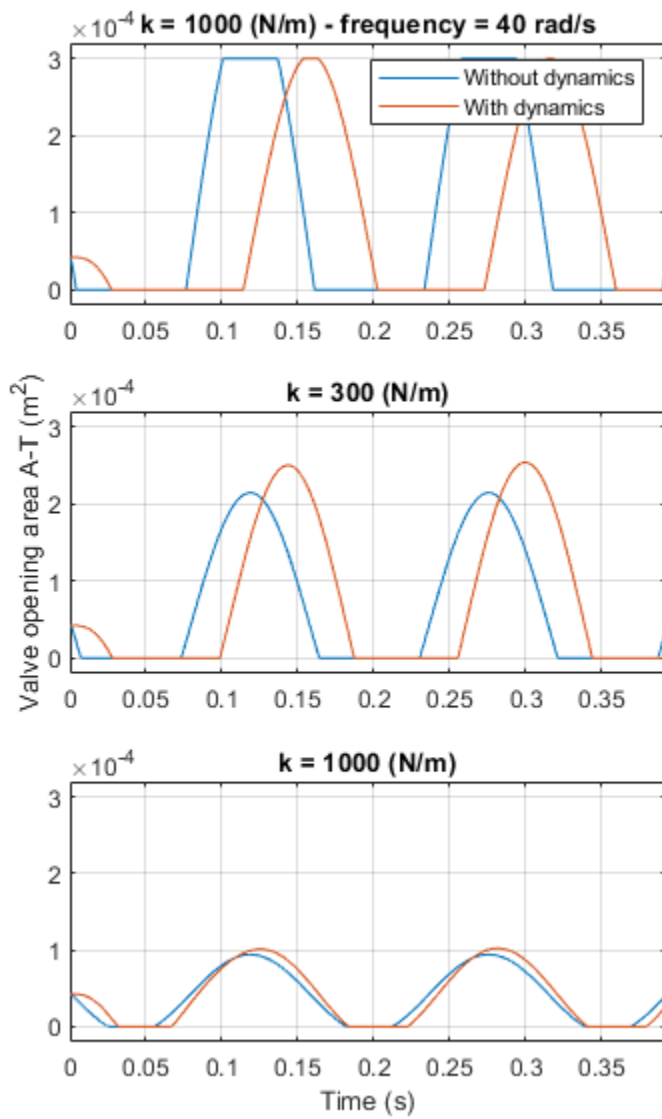 ×10⁻⁴ k = 1000 (N/m) - frequency = 40 rad/s
Without dynamics
With dynamics
3
2
1
0
0 0.05 0.1 0.15 0.2 0.25 0.3 0.35
Valve opening area A-T (m²)
×10⁻⁴ k = 300 (N/m)
3
2
1
0
0 0.05 0.1 0.15 0.2 0.25 0.3 0.35
×10⁻⁴ k = 1000 (N/m)
3
2
1
0
0 0.05 0.1 0.15 0.2 0.25 0.3 0.35
Time (s)